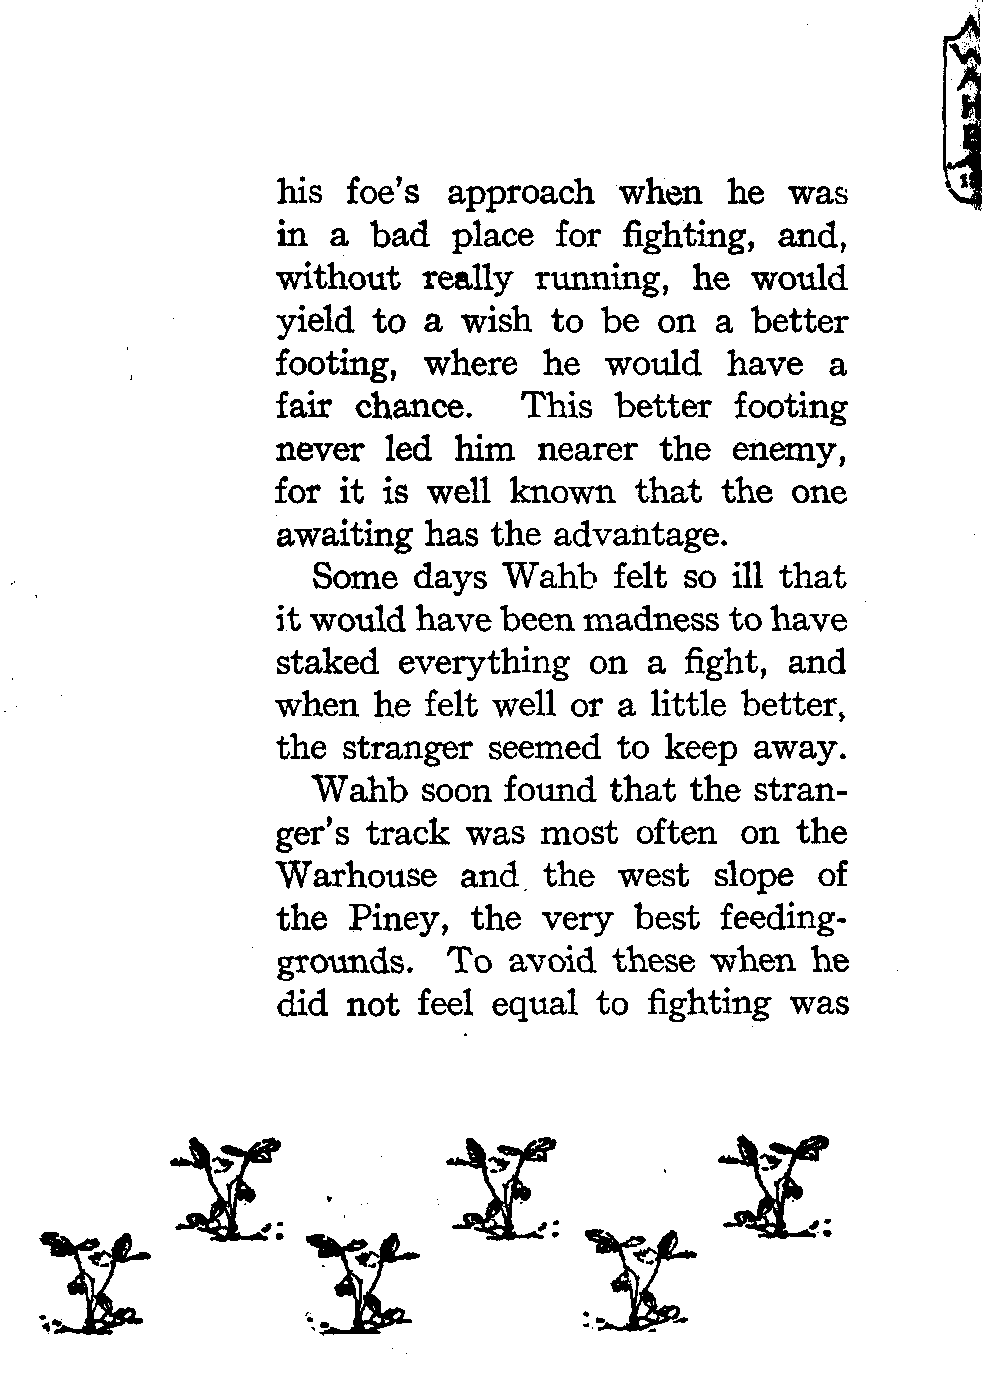 WAHB
his foe's approach when he was
in a bad place for fighting, and,
without really running, he would
yield to a wish to be on a better
footing, where he would have a
fair chance. This better footing
never led him nearer the enemy,
for it is well known that the one
awaiting has the advantage.
Some days Wahb felt so ill that
it would have been madness to have
staked everything on a fight, and
when he felt well or a little better,
the stranger seemed to keep away.
Wahb soon found that the stran-
ger's track was most often on the
Warhouse and the west slope of
the Piney, the very best feeding-
grounds. To avoid these when he
did not feel equal to fighting was